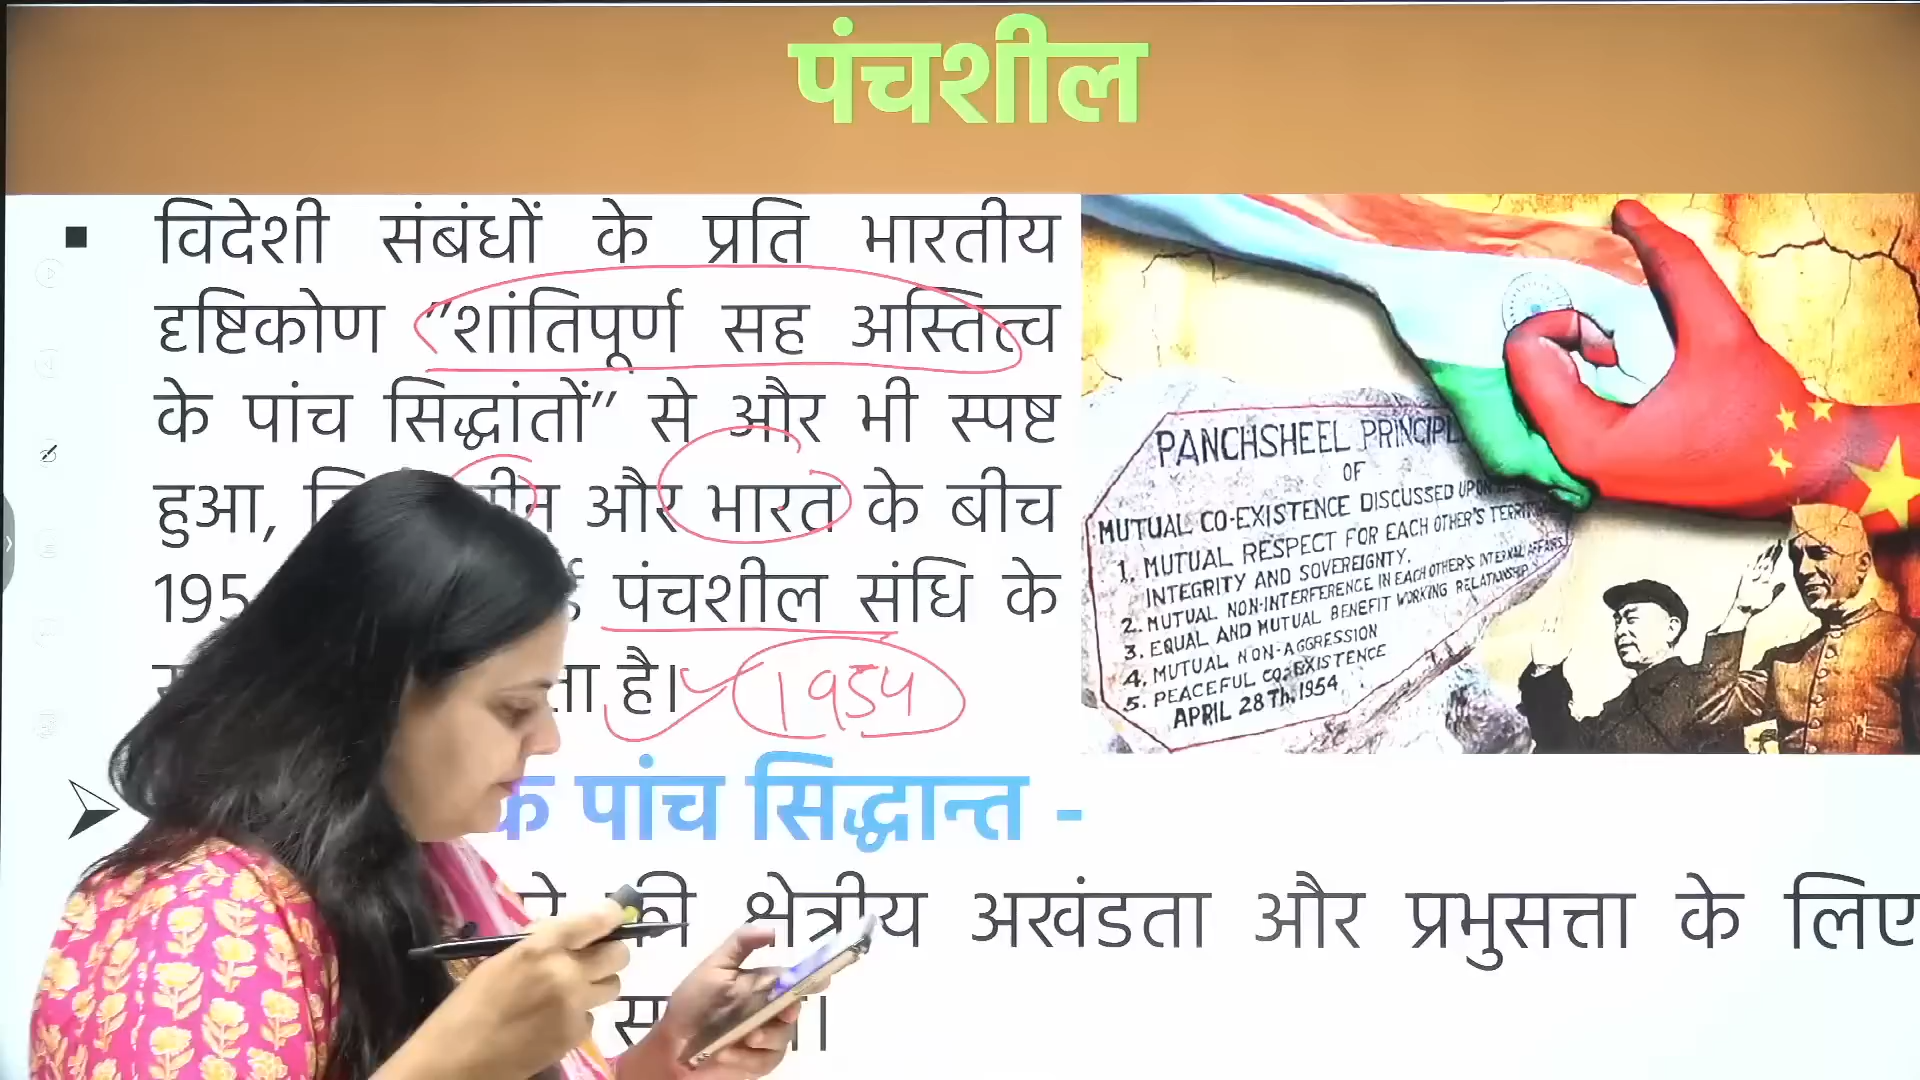 पंचशील
विदेशी संबंधों के प्रति भारतीय
दृष्टिकोण "शांतिपूर्ण सह अस्तित्व
के पांच सिद्धांतों" से और भी स्पष्ट
हुआ, और भारत के बीच
पंचशील संधि के
है।
1954
के पांच सिद्धान्त -
की क्षेत्रीय अखंडता और प्रभुसत्ता के लिए
PANCHSHEEL
OF
MUTUAL CO-EXISTENCE DISCUSSED UPON
1. MUTUAL RESPECT FOR EACH OTHER'S
INTEGRITY AND SOVEREIGNTY.
2. MUTUAL NON-INTERFERENCE IN EACH OTHER'S INTERNAL AFFAIRS
3. EQUAL AND MUTUAL BENEFIT WORKING RELATIONSHIP
4. MUTUAL NON-AGGRESSION
5. PEACEFUL CO-EXISTENCE
APRIL 28Th, 1954